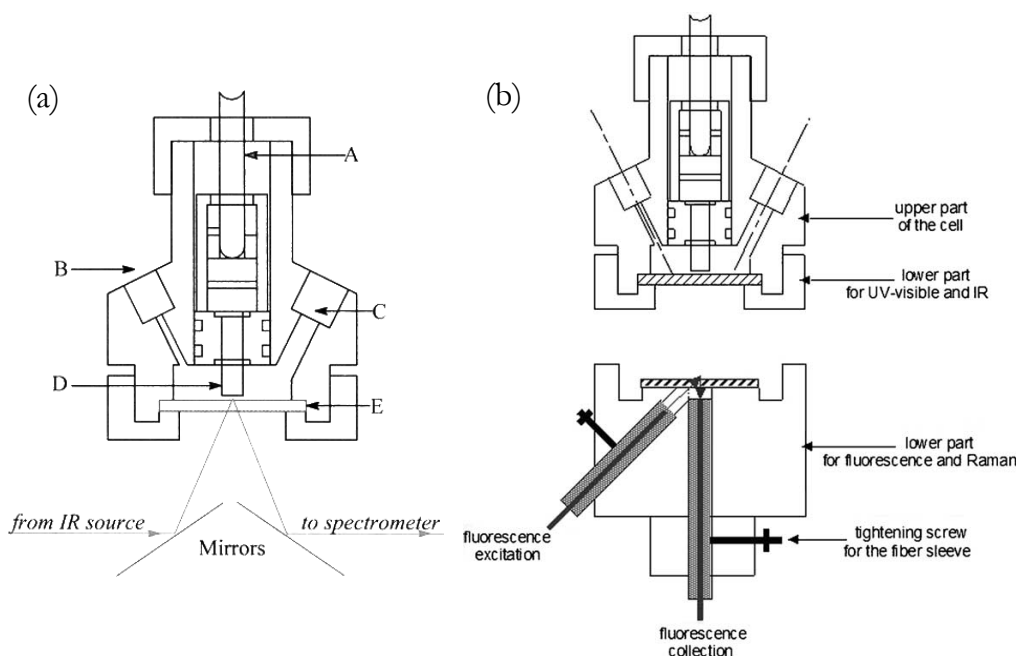 (a)
A
B
C
D
E
from IR source
to spectrometer
Mirrors
(b)
upper part
of the cell
lower part
for UV-visible and IR
lower part
for fluorescence and Raman
tightening screw
for the fiber sleeve
fluorescence
excitation
fluorescence
collection